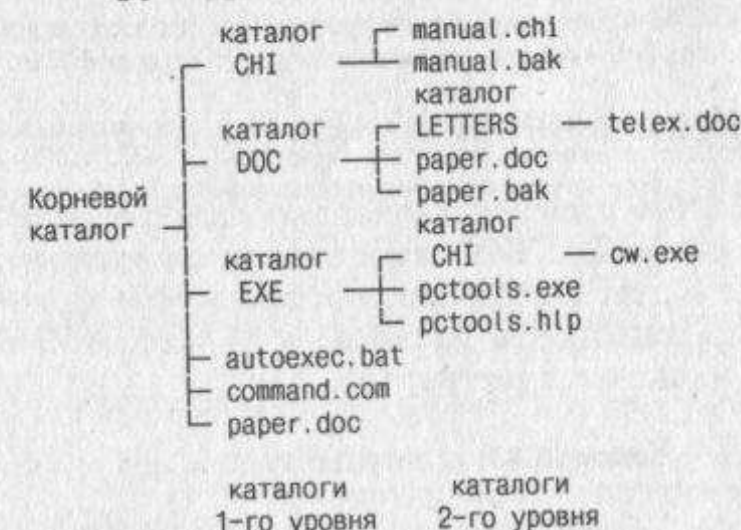 каталог manual.chi
CHI manual.bak
каталог
каталог LETTERS — telex.doc
DOC paper.doc
paper.bak
Корневой
каталог
каталог
каталог CHI — cw.exe
EXE pctools.exe
pctools.hlp
autoexec.bat
command.com
paper.doc
каталоги каталоги
1-го уровня 2-го уровня